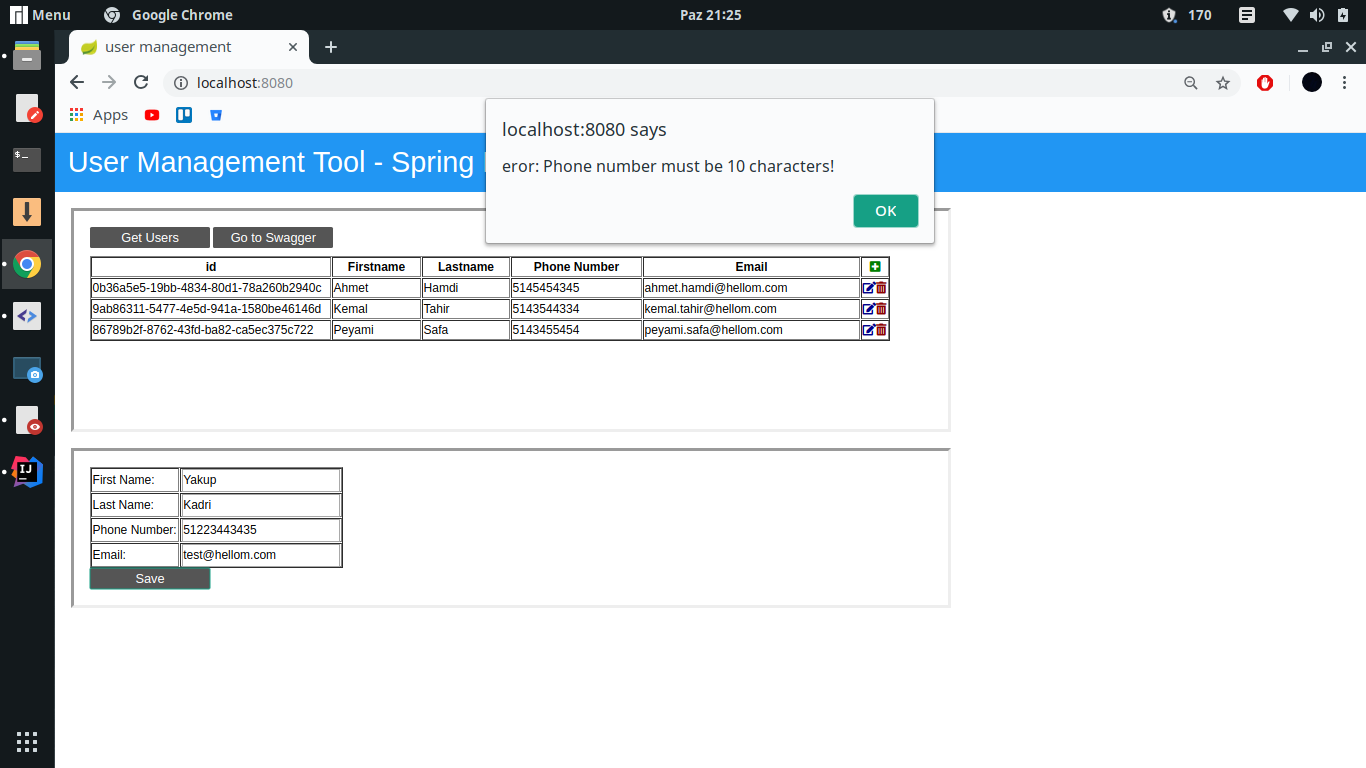 Menu Google Chrome Paz 21:25 170
user management
localhost:8080
Apps
localhost:8080 says
eror: Phone number must be 10 characters!
OK
User Management Tool - Spring
Get Users Go to Swagger
id Firstname Lastname Phone Number Email
0b36a5e5-19bb-4834-80d1-78a260b2940c Ahmet Hamdi 5145454345 ahmet.hamdi@hellom.com
9ab86311-5477-4e5d-941a-1580be46146d Kemal Tahir 5143544334 kemal.tahir@hellom.com
86789b2f-8762-43fd-ba82-ca5ec375c722 Peyami Safa 5143455454 peyami.safa@hellom.com
First Name: Yakup
Last Name: Kadri
Phone Number: 51223443435
Email: test@hellom.com
Save
$_
IJ